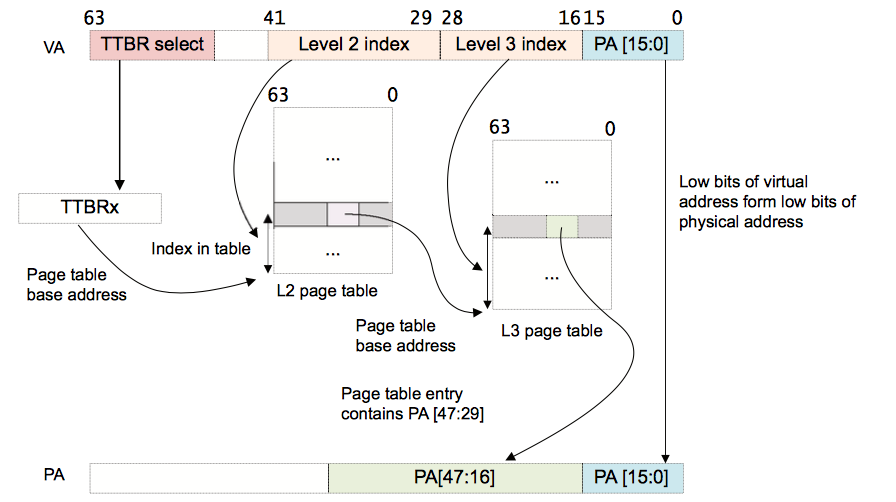 63 41 29 28 16 15 0
VA TTBR select Level 2 index Level 3 index PA [15:0]
63 0
63 0
...
...
Low bits of virtual
address form low bits of
physical address
TTBRx
Index in table
...
...
Page table
base address
L2 page table
Page table
base address
L3 page table
Page table entry
contains PA [47:29]
PA PA[47:16] PA [15:0]